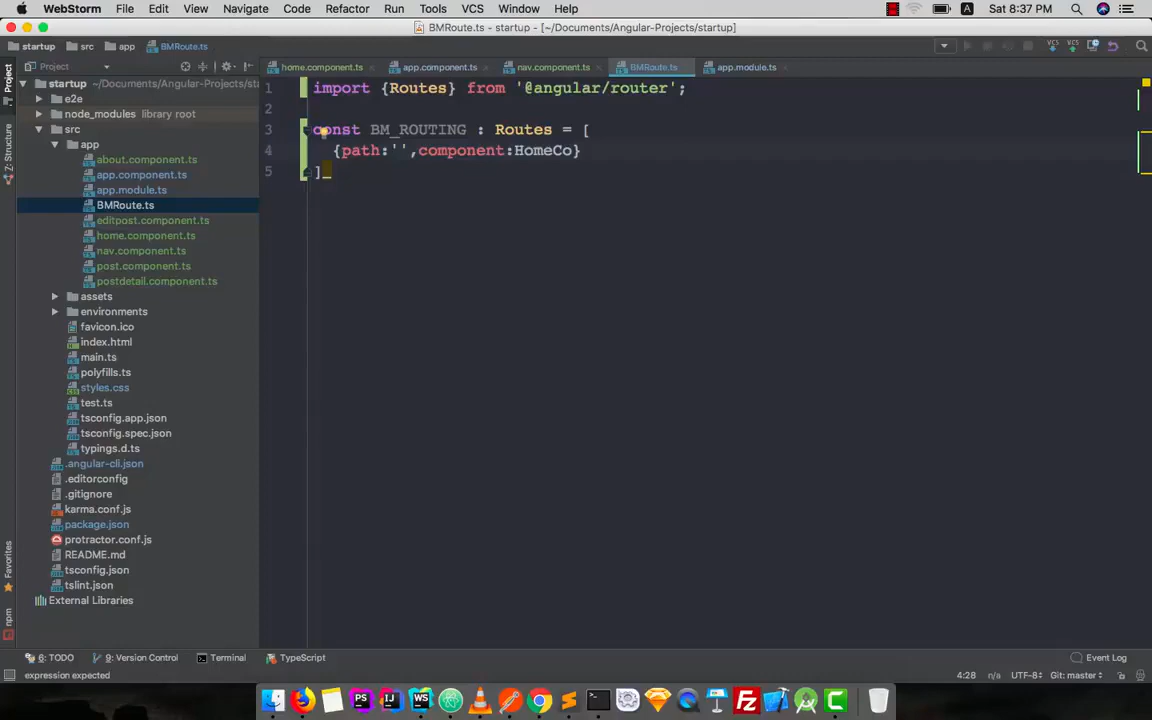 WebStorm File Edit View Navigate Code Refactor Run Tools VCS Window Help A Sat 8:37 PM
BMRoute.ts - startup - [~/Documents/Angular-Projects/startup]
startup src app BMRoute.ts
Project home.component.ts app.component.ts nav.component.ts BMRoute.ts app.module.ts
1: Project
Z: Structure
Favorites
npm
startup ~/Documents/Angular-Projects/sta
e2e
node_modules library root
src
app
about.component.ts
app.component.ts
app.module.ts
BMRoute.ts
editpost.component.ts
home.component.ts
nav.component.ts
post.component.ts
postdetail.component.ts
assets
environments
favicon.ico
index.html
main.ts
polyfills.ts
styles.css
test.ts
tsconfig.app.json
tsconfig.spec.json
typings.d.ts
.angular-cli.json
.editorconfig
.gitignore
karma.conf.js
package.json
protractor.conf.js
README.md
tsconfig.json
tslint.json
External Libraries
1 import {Routes} from '@angular/router';
2
3 const BM_ROUTING : Routes = [
4 {path:'',component:HomeCo}
5 ]
6: TODO 9: Version Control Terminal TypeScript Event Log
expression expected 4:28 n/a UTF-8 Git: master